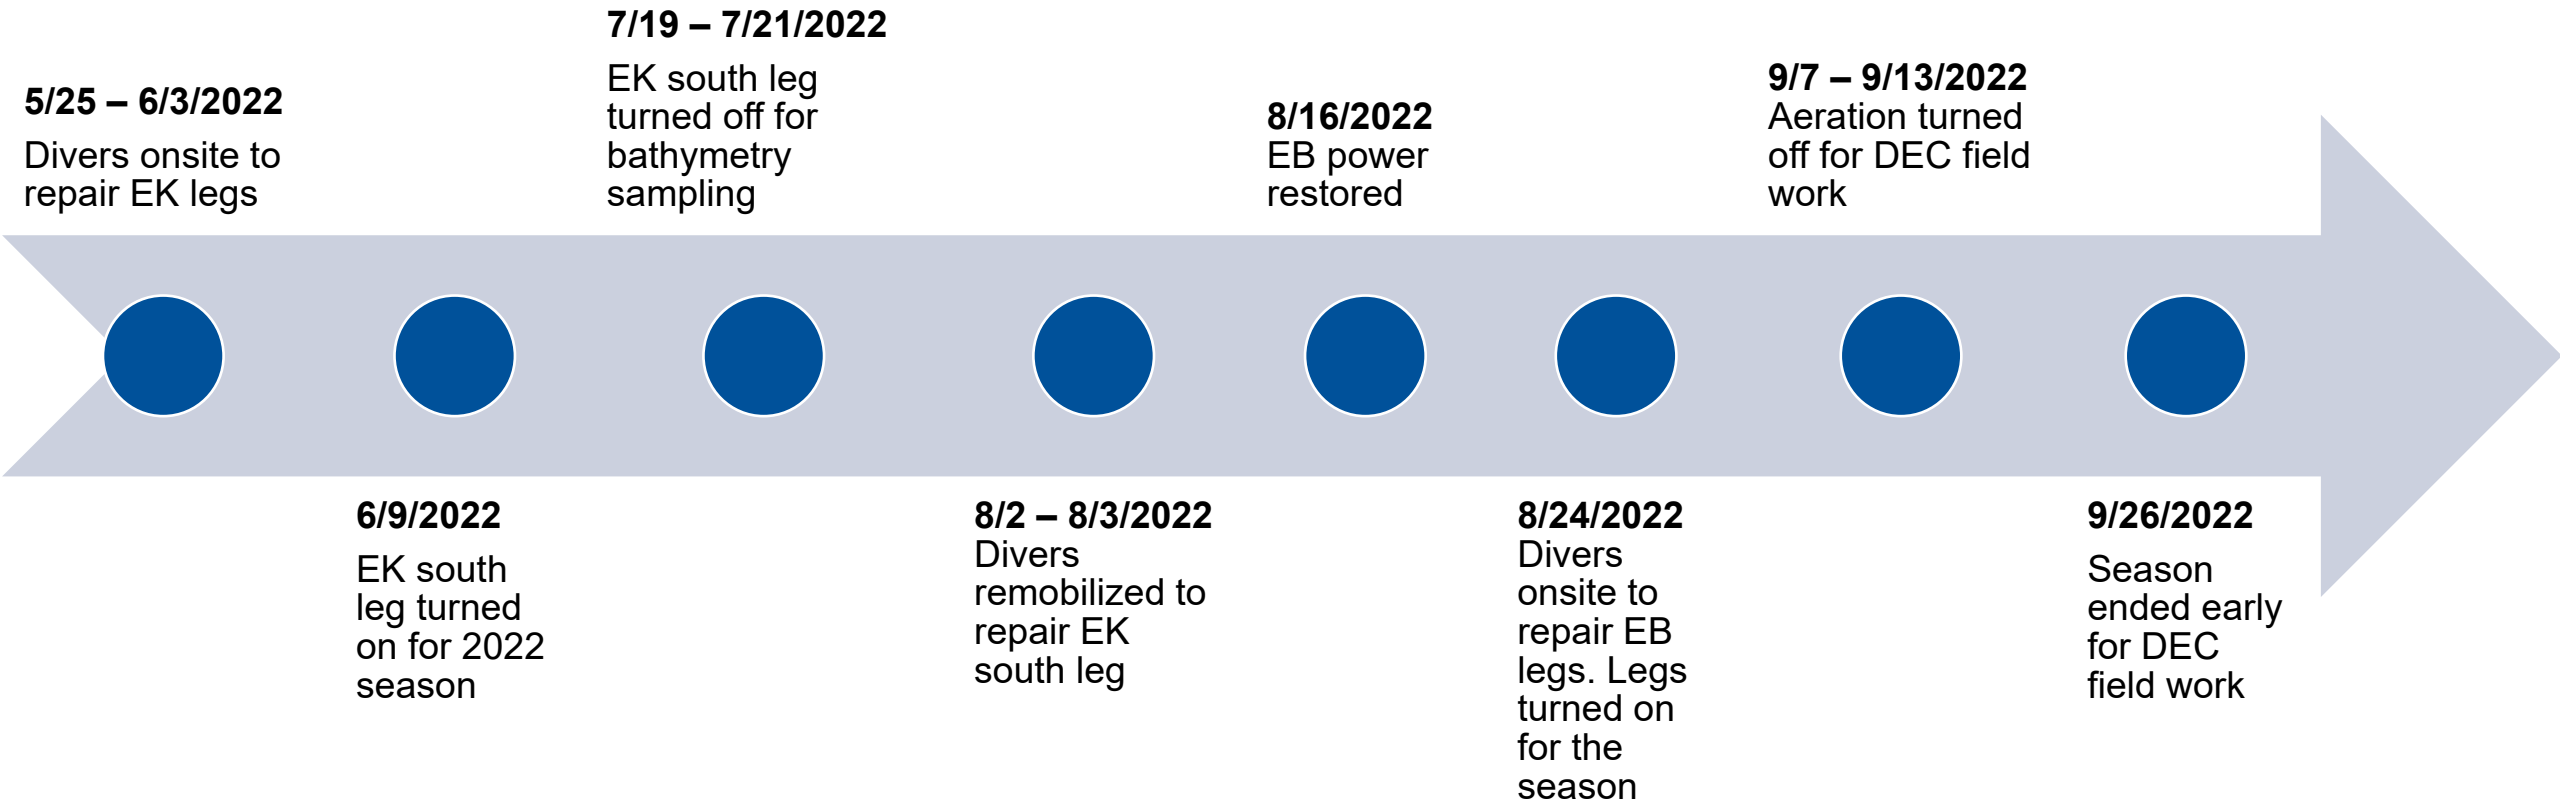 5/25 – 6/3/2022
Divers onsite to
repair EK legs
6/9/2022
EK south
leg turned
on for 2022
season
7/19 – 7/21/2022
EK south leg
turned off for
bathymetry
sampling
8/2 – 8/3/2022
Divers
remobilized to
repair EK
south leg
8/16/2022
EB power
restored
8/24/2022
Divers
onsite to
repair EB
legs. Legs
turned on
for the
season
9/7 – 9/13/2022
Aeration turned
off for DEC field
work
9/26/2022
Season
ended early
for DEC
field work